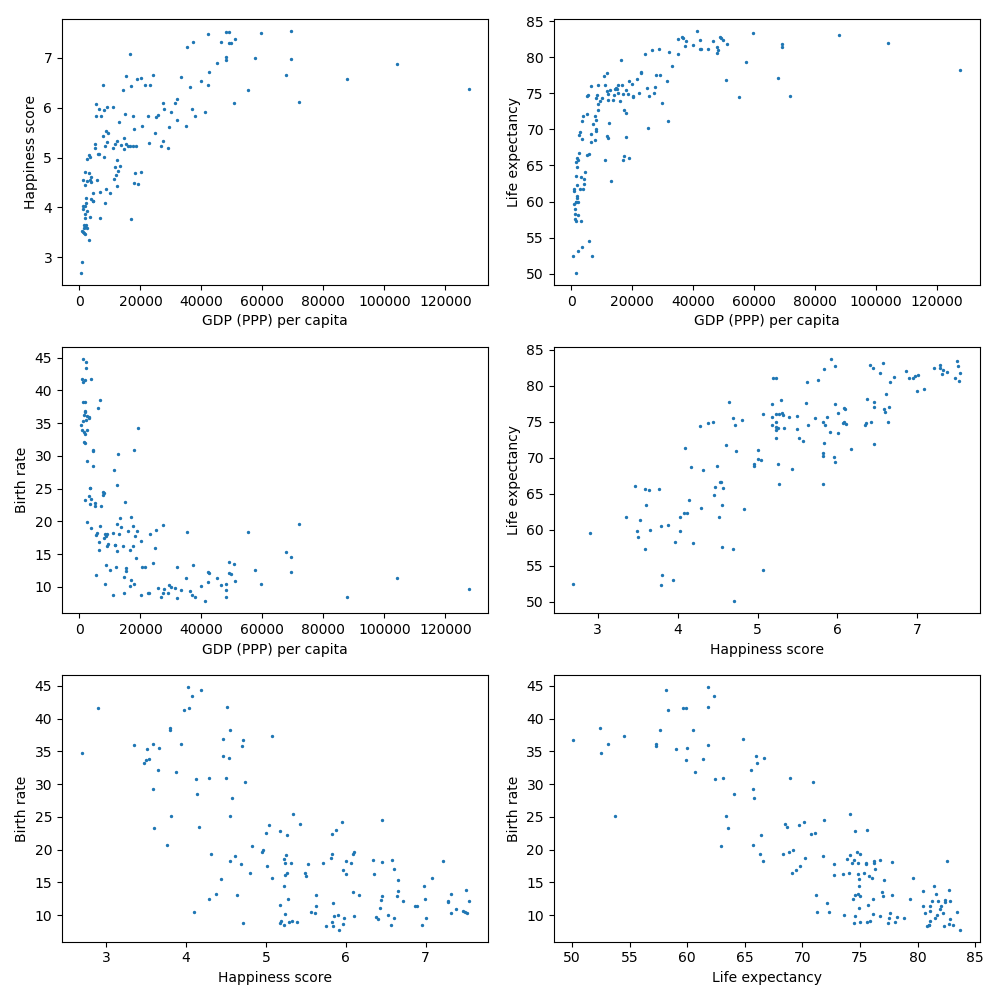 7
6
5
4
3
Happiness score
0 20000 40000 60000 80000 100000 120000
GDP (PPP) per capita
85
80
75
70
65
60
55
50
Life expectancy
0 20000 40000 60000 80000 100000 120000
GDP (PPP) per capita
45
40
35
30
25
20
15
10
Birth rate
0 20000 40000 60000 80000 100000 120000
GDP (PPP) per capita
85
80
75
70
65
60
55
50
Life expectancy
3 4 5 6 7
Happiness score
45
40
35
30
25
20
15
10
Birth rate
3 4 5 6 7
Happiness score
45
40
35
30
25
20
15
10
Birth rate
50 55 60 65 70 75 80 85
Life expectancy